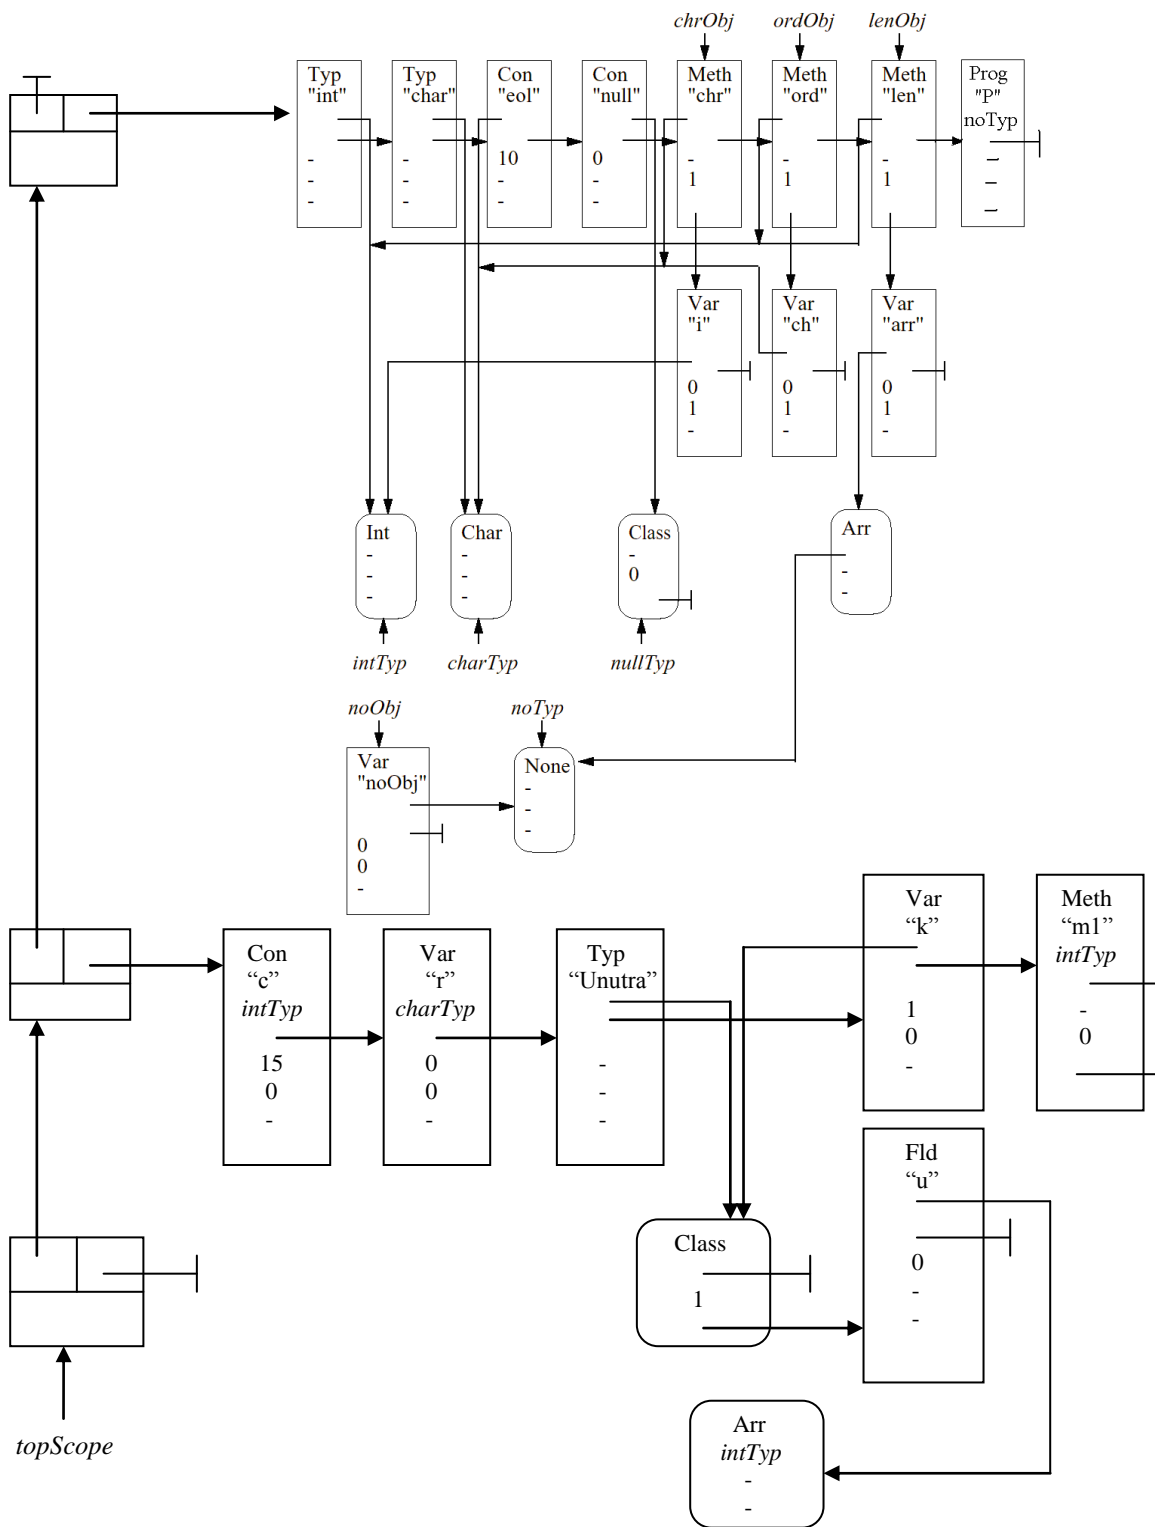 chrObj ordObj lenObj
Typ Typ Con Con Meth Meth Meth Prog
"int" "char" "eol" "null" "chr" "ord" "len" "P"
noTyp
- - 10 0 - - - -
- - - - 1 1 1 -
- - - - -
Var Var Var
"i" "ch" "arr"
0 0 0
1 1 1
- - -
Int Char Class Arr
- - -
- - 0 -
- - -
intTyp charTyp nullTyp
noObj noTyp
Var None
"noObj" -
-
-
0
0
-
Var Meth
“k” “m1”
intTyp
1 -
0 0
-
Con Var Typ
“c” “r” “Unutra”
intTyp charTyp
15 0 -
0 0 -
- - -
Fld
“u”
0
-
-
Class
1
Arr
intTyp
-
-
topScope